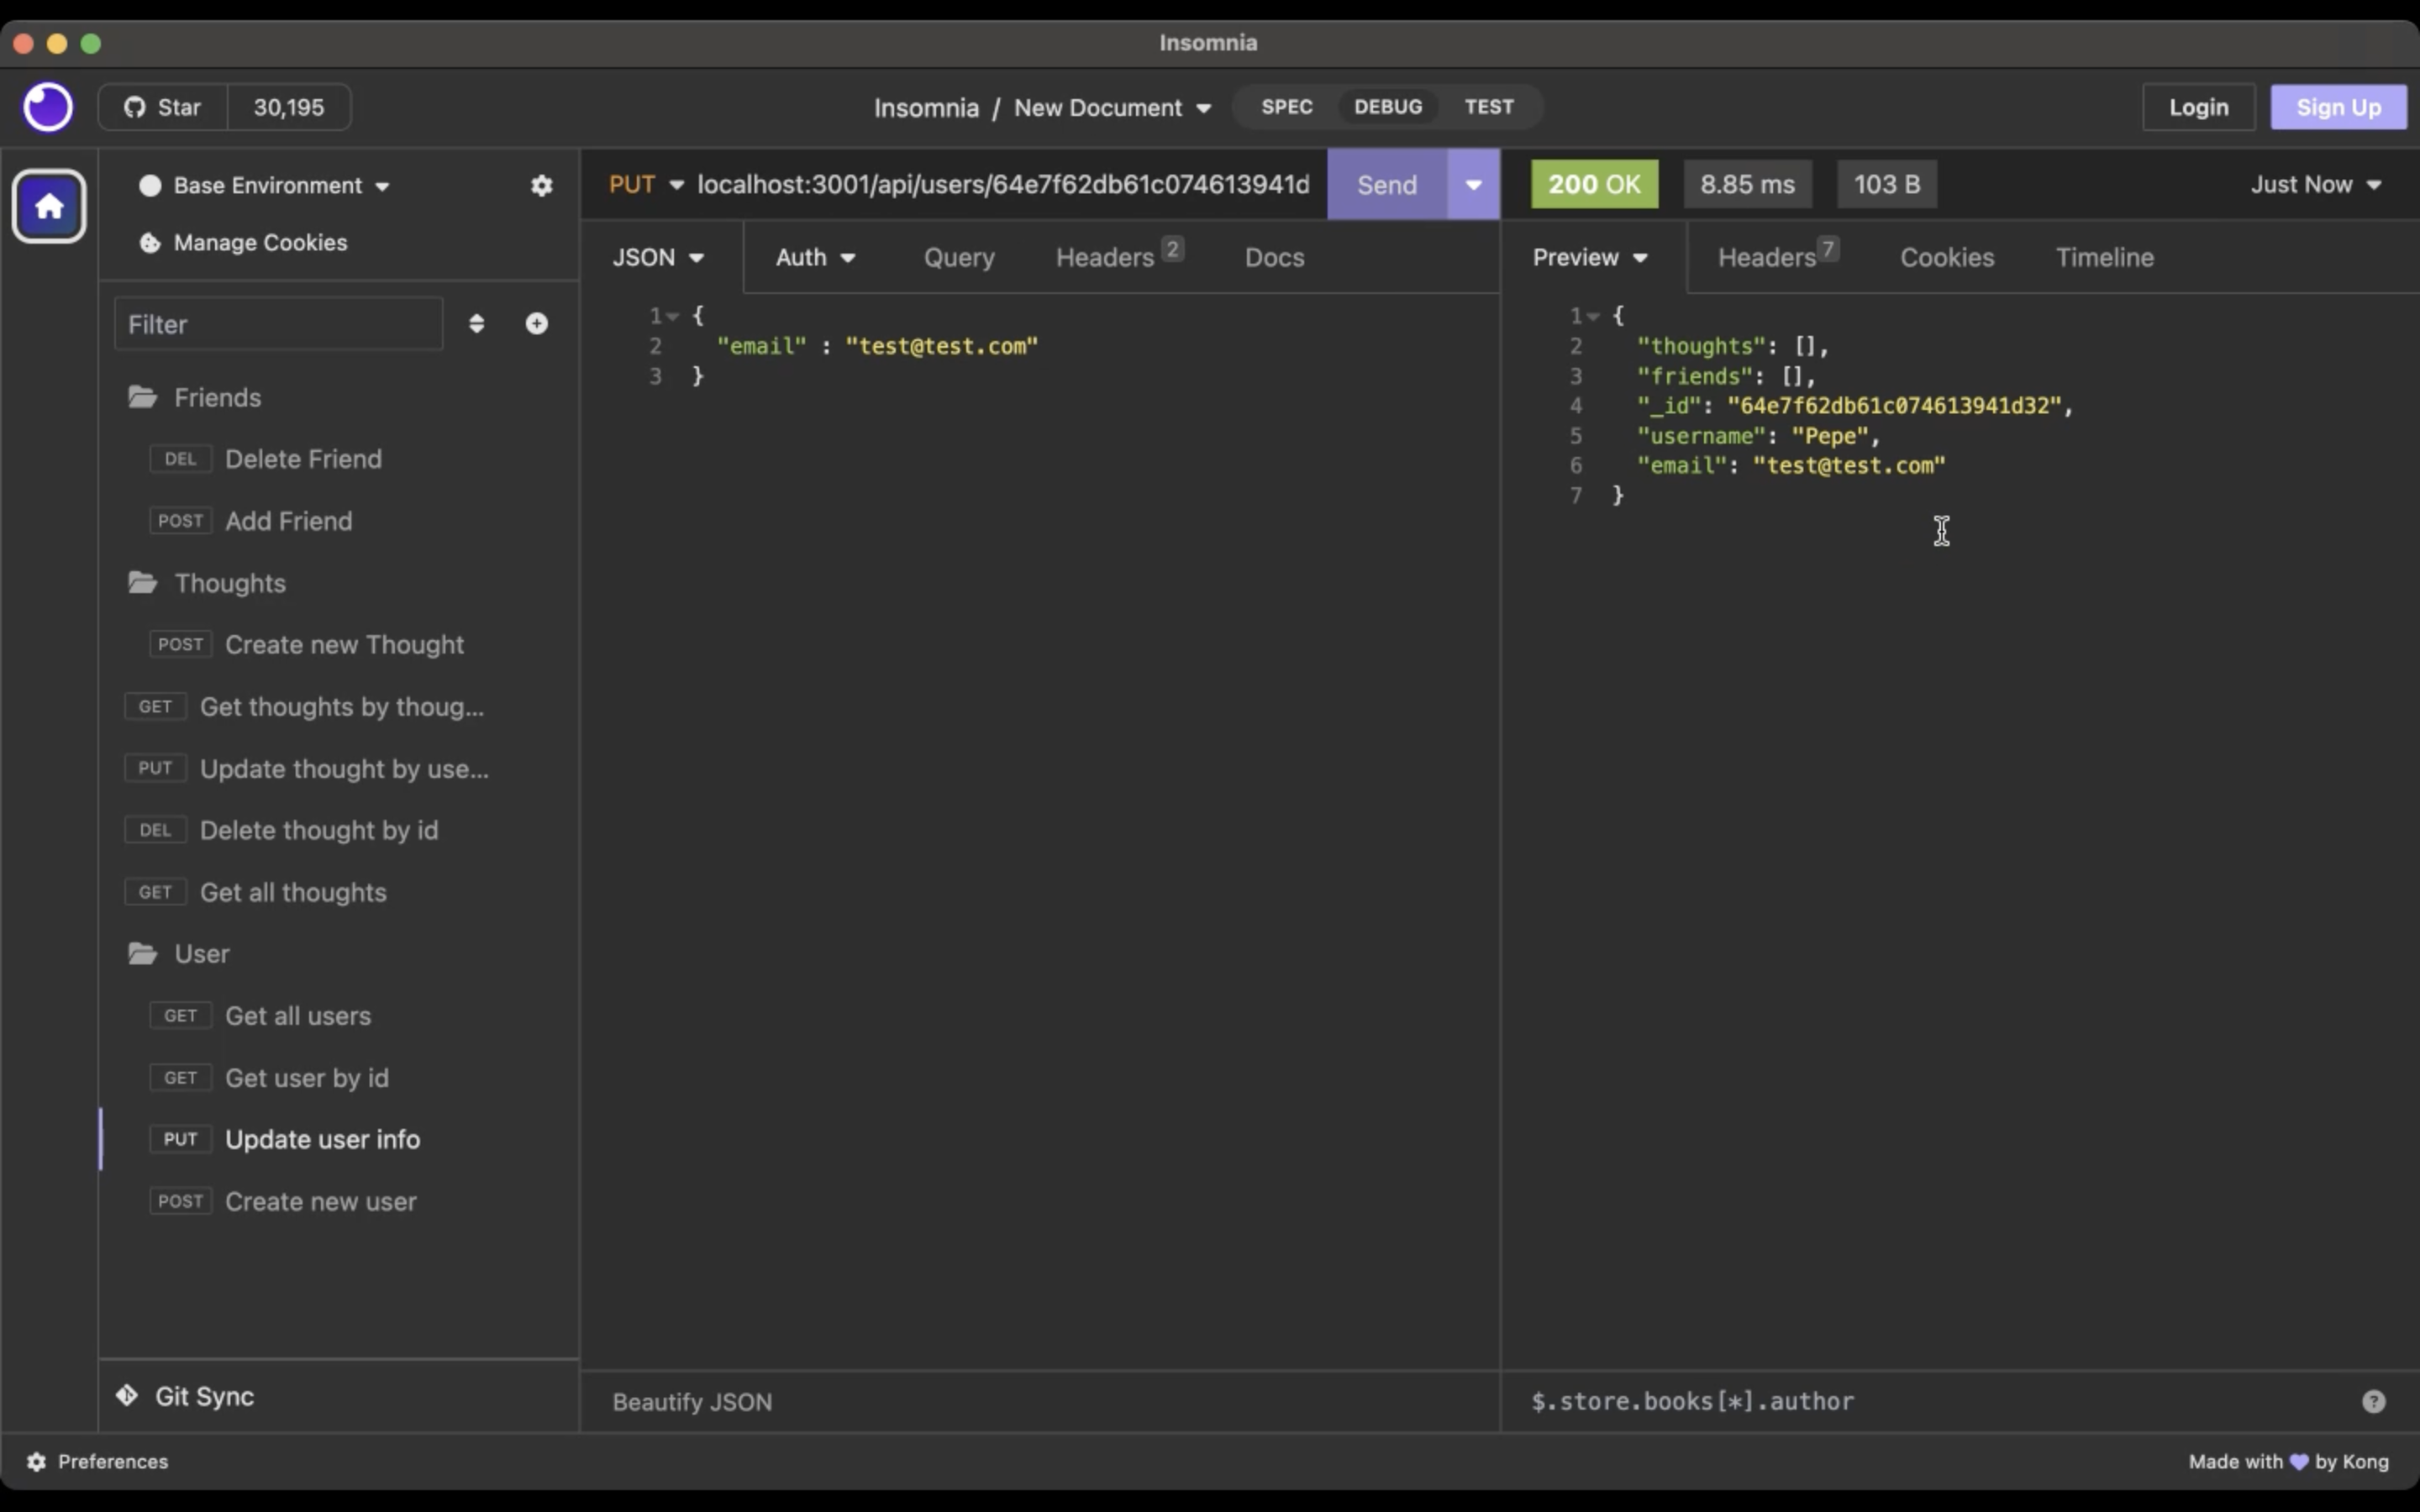 Insomnia
Star 30,195
Insomnia / New Document SPEC DEBUG TEST
Login Sign Up
Base Environment
Manage Cookies
Filter
Friends
DEL Delete Friend
POST Add Friend
Thoughts
POST Create new Thought
GET Get thoughts by thoug...
PUT Update thought by use...
DEL Delete thought by id
GET Get all thoughts
User
GET Get all users
GET Get user by id
PUT Update user info
POST Create new user
Git Sync
PUT localhost:3001/api/users/64e7f62db61c074613941d Send
JSON Auth Query Headers 2 Docs
1 {
2 "email" : "test@test.com"
3 }
Beautify JSON
200 OK 8.85 ms 103 B Just Now
Preview Headers 7 Cookies Timeline
1 {
2 "thoughts": [],
3 "friends": [],
4 "_id": "64e7f62db61c074613941d32",
5 "username": "Pepe",
6 "email": "test@test.com"
7 }
$.store.books[*].author ?
Preferences
Made with 💜 by Kong